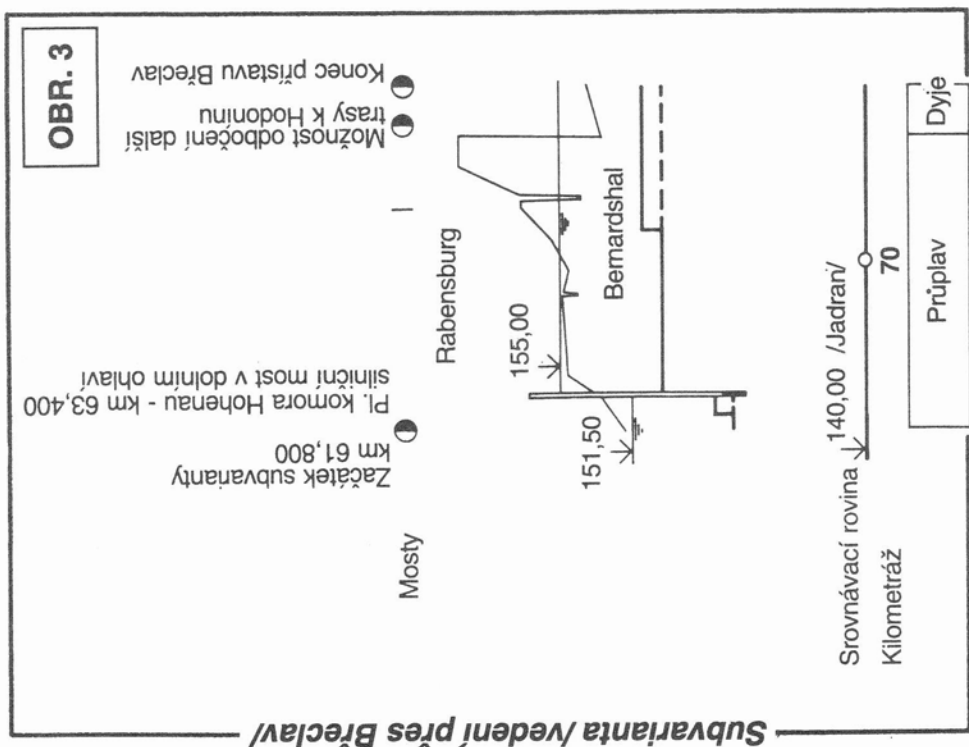 OBR. 3
Subvarianta /vedení přes Břeclav/
Začátek subvarianty
km 61,800
Pl. komora Hohenau - km 63,400
silniční most v dolním ohlaví
Možnost odbočení další
trasy k Hodonínu
Konec přístavu Břeclav
Mosty
Rabensburg
151,50
155,00
Bernardshal
Srovnávací rovina 140,00 /Jadran/
Kilometráž
70
Průplav
Dyje